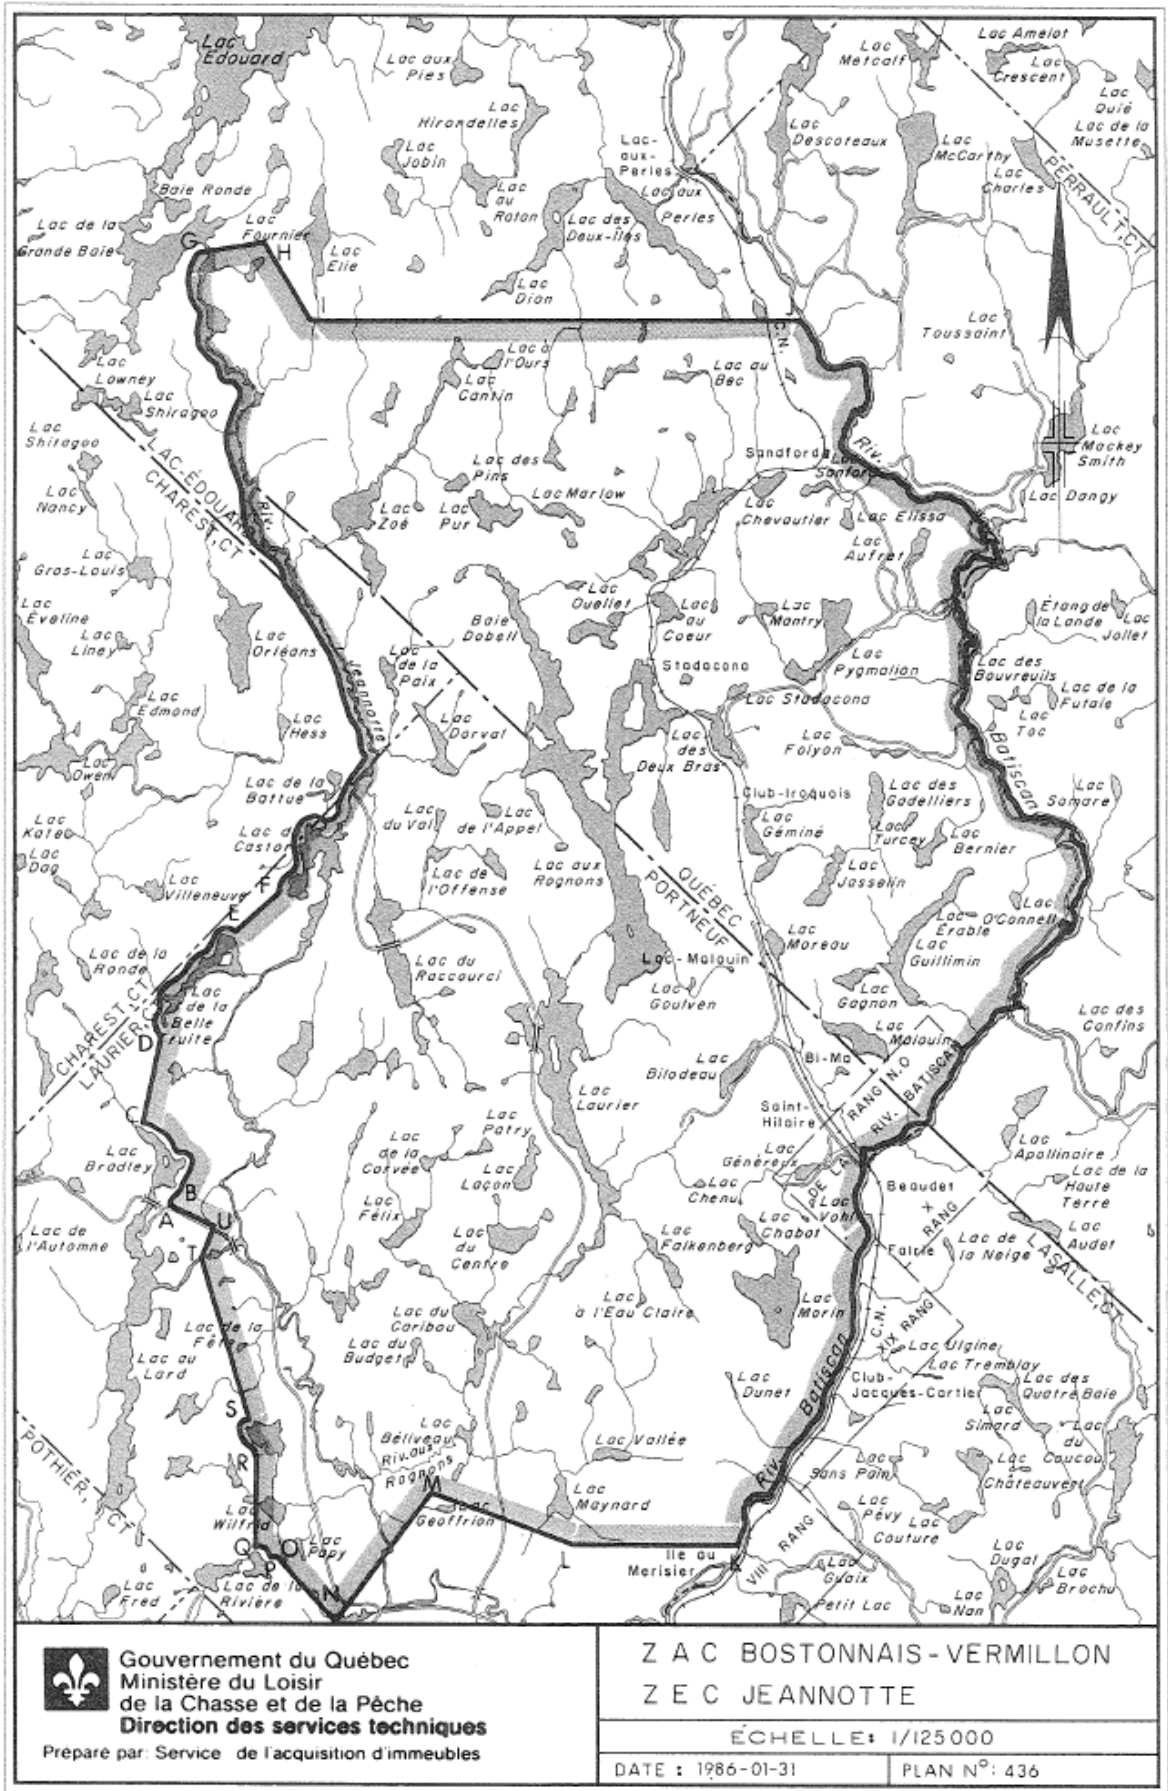 Lac
Édouard
Lac aux
Pies
Lac
Hirondelles
Lac
Jobin
Lac
au
Raton
Lac-
aux-
Perles
Lac aux
Perles
Lac
Metcalf
Lac Amelot
Lac
Crescent
Lac
Quié
Lac de la
Musette
Lac
Descoteaux
Lac
McCarthy
Lac
Charles
PERRAULT, CT
Baie Ronde
Lac de la
Grande Baie
G
Lac
Fournier
H
Lac
Elie
Lac des
Deux-Îles
Lac
Dion
I
J
C.N.
Lac
Toussaint
Lac
Lowney
Lac
Shiragoo
Lac
Shitagoo
Lac à
l'Ours
Lac
Cantin
Lac au
Bec
Lac
Mackey
Smith
LAC-ÉDOUARD
CHAREST, CT
Lac
Nancy
Riv.
Lac
Zoé
Lac des
Pins
Lac
Pur
Lac Marlow
Sandford
Riv.
Lac
Chevautier
Lac Elissa
Lac
Aufret
Lac Dangy
Lac
Gros-Louis
Lac
Éveline
Lac
Liney
Lac
Orléans
Lac
Edmond
Lac
Hess
Lac
Owen
Jeannotte
Lac
de la
Paix
Lac
Dorval
Baie
Dobell
Lac
Ouellet
Lac
au
Coeur
Stadacona
Lac
Mantry
Lac
Pygmalion
Lac Stadacona
Lac
Folyon
Étang de
la Lande
Lac
Jollet
Lac des
Bouvreuils
Lac de la
Futaie
Lac
Toc
Batiscan
Lac
des
Deux Bras
Lac de la
Battue
Lac
Kate
Lac
Dag
Lac
Villeneuve
F
E
Lac
du Val
Lac
de l'Appel
Lac de
l'Offense
Lac aux
Rognons
Club-Iroquois
Lac
Géminé
Lac des
Gadelliers
Lac
Turcey
Lac
Bernier
Lac
Samare
Lac
Jasselin
QUÉBEC
PORTNEUF
Lac
O'Connell
Lac
Érable
Lac
Guillimin
Lac
Moreau
Lac-Malouin
Lac
Goulven
Lac
Gagnon
Lac
Malouin
Lac des
Confins
Lac de la
Ronde
CHAREST, CT
LAURIER, CT
Lac
de la
Belle
Truite
D
C
Lac du
Raccourci
Lac
Laurier
Lac
Bilodeau
Bi-Ma
Saint-
Hilaire
RANG N.O.
RIV. BATISCAN
DE LA
Lac
Généreux
Lac
Chenu
Lac
Vohl
Lac
Chabot
Beaudet
X
RANG
Fairie
Lac
Apollinaire
Lac de la
Haute
Terre
Lac
Audet
Lac de
la Neige
LASALLE, CT
Lac
Bradley
B
A
U
T
Lac de
l'Automne
Lac
Patry
Lac
de la
Corvée
Lac
Laçon
Lac
Félix
Lac
du
Centre
Lac
Falkenberg
Lac
à l'Eau Claire
Lac
Morin
Lac de la
Fête
Lac au
Lard
Lac du
Caribou
Lac du
Budget
C.N.
XIX RANG
Batiscan
Lac Ulgine
Lac Tremblay
Lac des
Quatre Baie
Club-
Jacques-Cartier
Lac
Simard
Lac
du
Coucou
Lac
Châteauvert
Lac
Dunet
S
R
POTHIER, CT
Lac
Béliveau
Riv. aux
Rognons
M
Lac
Geoffrion
Lac Vallée
Lac
Maynard
Riv.
Lac
Sans Pain
Lac
Pévy
Lac
Couture
Lac
Wilfrid
Q
P
O
Lac
Papy
N
L
Ile au
Merisier
K
VIII RANG
Lac
Guaix
Petit Lac
Lac
Dugal
Lac
Brochu
Lac
Nan
Lac
Fred
Lac de la
Rivière
Gouvernement du Québec
Ministère du Loisir
de la Chasse et de la Pêche
Direction des services techniques
Préparé par: Service de l'acquisition d'immeubles
ZAC BOSTONNAIS-VERMILLON
ZEC JEANNOTTE
ÉCHELLE: 1/125000
DATE : 1986-01-31
PLAN Nº: 436